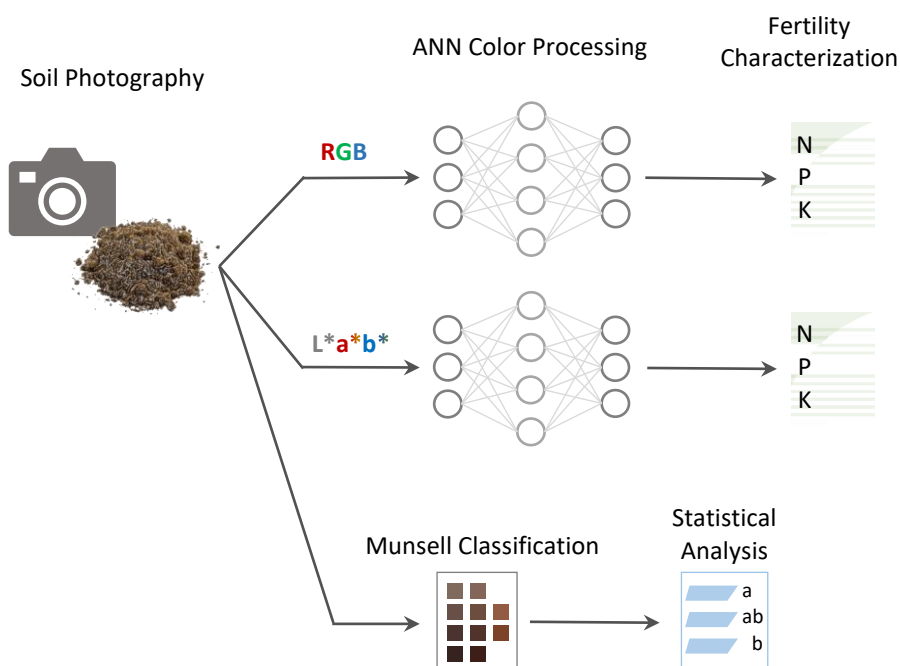 Soil Photography
ANN Color Processing
Fertility
Characterization
RGB
N
P
K
L*a*b*
N
P
K
Munsell Classification
Statistical
Analysis
a
ab
b